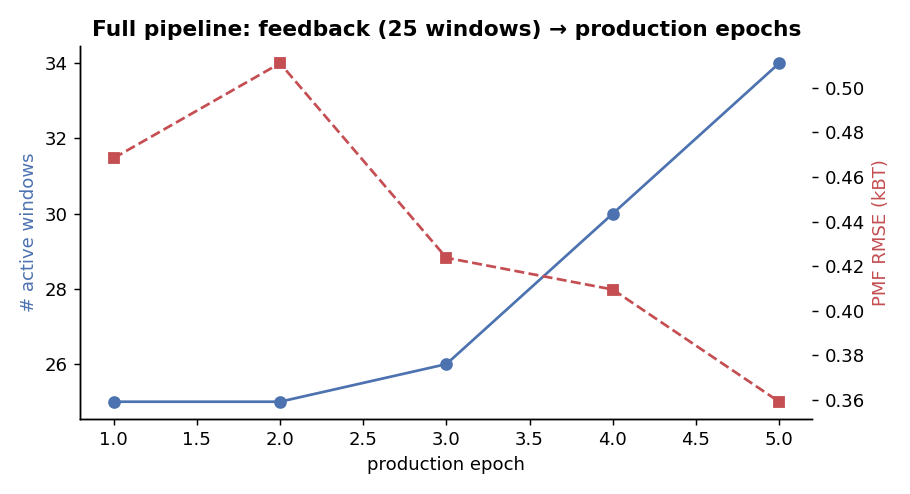 Full pipeline: feedback (25 windows) → production epochs
# active windows
34
32
30
28
26
0.50
0.48
0.46
0.44
0.42
0.40
0.38
0.36
PMF RMSE (kBT)
1.0 1.5 2.0 2.5 3.0 3.5 4.0 4.5 5.0
production epoch